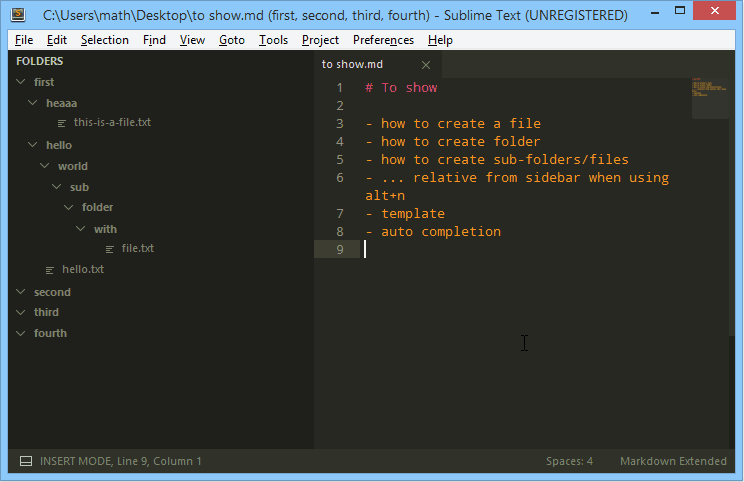 C:\Users\math\Desktop\to show.md (first, second, third, fourth) - Sublime Text (UNREGISTERED)
File Edit Selection Find View Goto Tools Project Preferences Help
FOLDERS
first
heaaa
this-is-a-file.txt
hello
world
sub
folder
with
file.txt
hello.txt
second
third
fourth
to show.md
1 # To show
2
3 - how to create a file
4 - how to create folder
5 - how to create sub-folders/files
6 - ... relative from sidebar when using
alt+n
7 - template
8 - auto completion
9
INSERT MODE, Line 9, Column 1 Spaces: 4 Markdown Extended